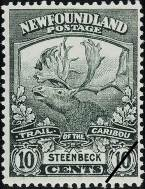 NEWFOUNDLAND
POSTAGE
TRAIL OF THE CARIBOU
10 STEENBECK 10
CENTS